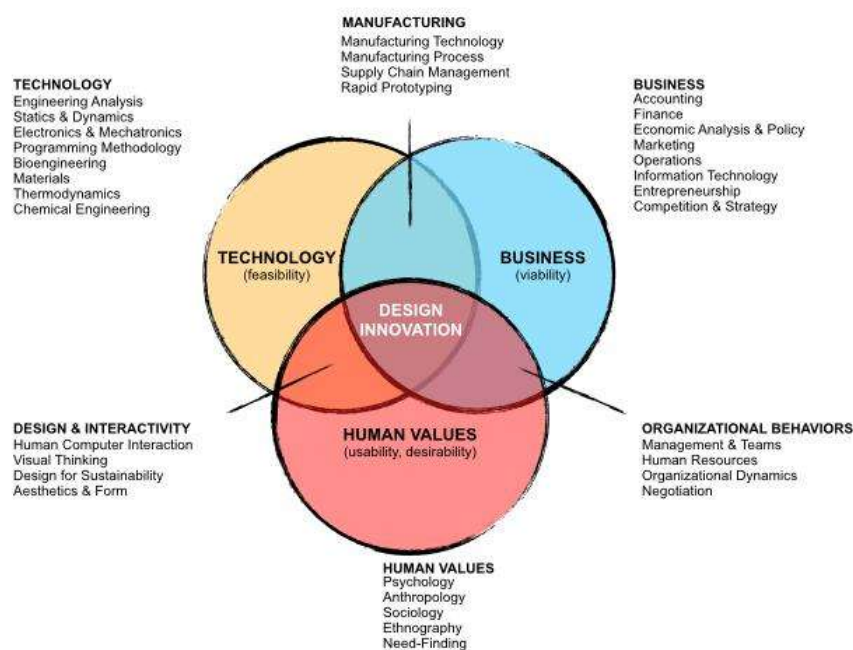 MANUFACTURING
Manufacturing Technology
Manufacturing Process
Supply Chain Management
Rapid Prototyping
TECHNOLOGY
Engineering Analysis
Statics & Dynamics
Electronics & Mechatronics
Programming Methodology
Bioengineering
Materials
Thermodynamics
Chemical Engineering
BUSINESS
Accounting
Finance
Economic Analysis & Policy
Marketing
Operations
Information Technology
Entrepreneurship
Competition & Strategy
TECHNOLOGY
(feasibility)
BUSINESS
(viability)
DESIGN
INNOVATION
HUMAN VALUES
(usability, desirability)
DESIGN & INTERACTIVITY
Human Computer Interaction
Visual Thinking
Design for Sustainability
Aesthetics & Form
ORGANIZATIONAL BEHAVIORS
Management & Teams
Human Resources
Organizational Dynamics
Negotiation
HUMAN VALUES
Psychology
Anthropology
Sociology
Ethnography
Need-Finding